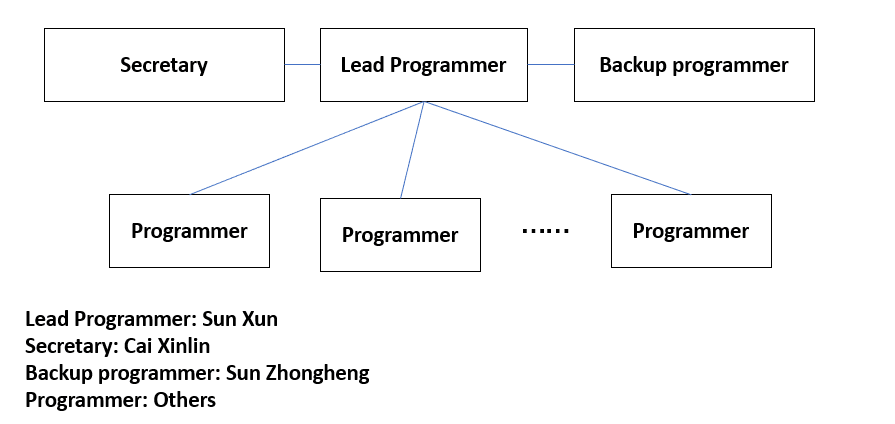 Secretary
Lead Programmer
Backup programmer
Programmer
Programmer
......
Programmer
Lead Programmer: Sun Xun
Secretary: Cai Xinlin
Backup programmer: Sun Zhongheng
Programmer: Others